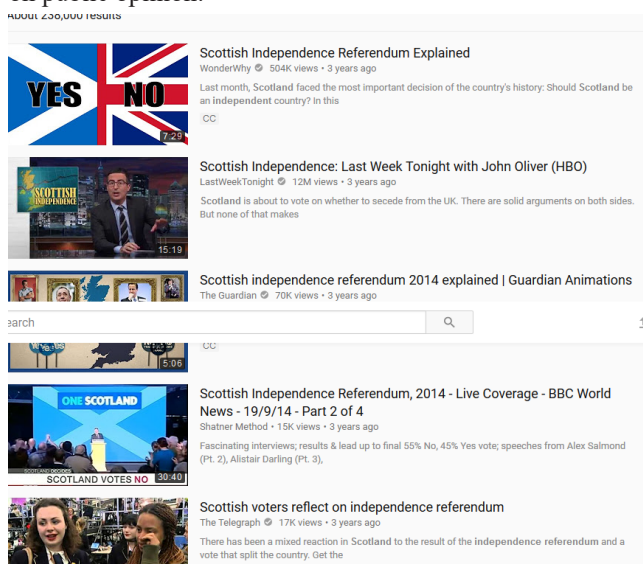 on public opinion.
About 238,000 results
YES NO
7:29
Scottish Independence Referendum Explained
WonderWhy 504K views • 3 years ago
Last month, Scotland faced the most important decision of the country's history: Should Scotland be
an independent country? In this
CC
SCOTTISH
INDEPENDENCE
15:19
Scottish Independence: Last Week Tonight with John Oliver (HBO)
LastWeekTonight 12M views • 3 years ago
Scotland is about to vote on whether to secede from the UK. There are solid arguments on both sides.
But none of that makes
Scottish independence referendum 2014 explained | Guardian Animations
The Guardian 70K views • 3 years ago
earch
CC
5:06
ONE SCOTLAND
SCOTLAND DECIDES
SCOTLAND VOTES NO
30:40
Scottish Independence Referendum, 2014 - Live Coverage - BBC World
News - 19/9/14 - Part 2 of 4
Shatner Method • 15K views • 3 years ago
Fascinating interviews; results & lead up to final 55% No, 45% Yes vote; speeches from Alex Salmond
(Pt. 2), Alistair Darling (Pt. 3),
Scottish voters reflect on independence referendum
The Telegraph 17K views • 3 years ago
There has been a mixed reaction in Scotland to the result of the independence referendum and a
vote that split the country. Get the